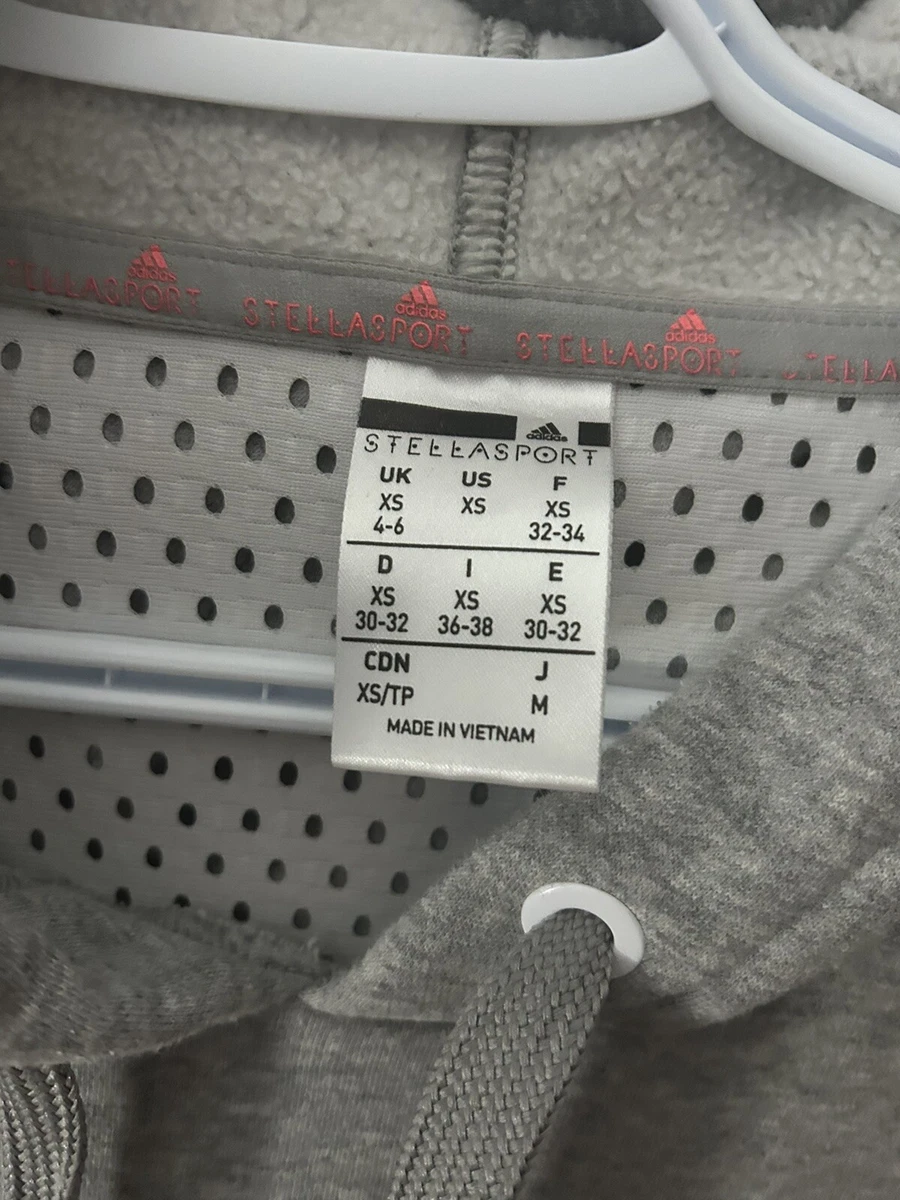 adidas
STELLASPORT
adidas
STELLASPORT
adidas
STELLASPORT
STELLA
adidas
STELLASPORT
UK US F
XS XS XS
4-6 32-34
D I E
XS XS XS
30-32 36-38 30-32
CDN J
XS/TP M
MADE IN VIETNAM